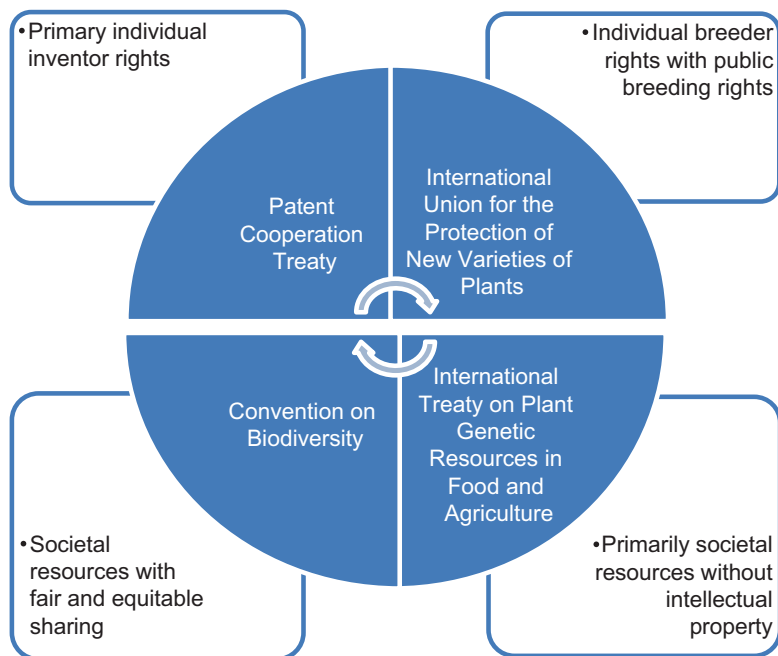 •Primary individual
inventor rights
•Individual breeder
rights with public
breeding rights
Patent
Cooperation
Treaty
International
Union for the
Protection of
New Varieties of
Plants
Convention on
Biodiversity
International
Treaty on Plant
Genetic
Resources in
Food and
Agriculture
•Societal
resources with
fair and equitable
sharing
•Primarily societal
resources without
intellectual
property